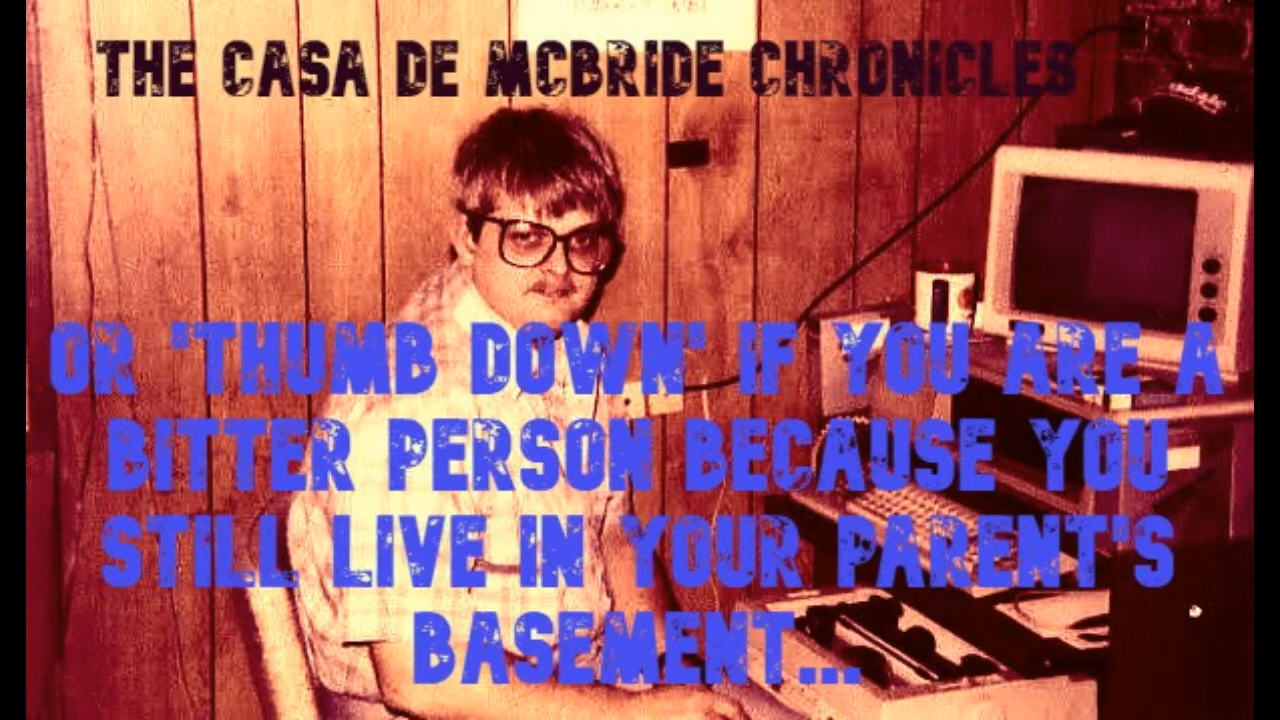 THE CASA DE MCBRIDE CHRONICLES
OR 'THUMB DOWN' IF YOU ARE A
BITTER PERSON BECAUSE YOU
STILL LIVE IN YOUR PARENT'S
BASEMENT...